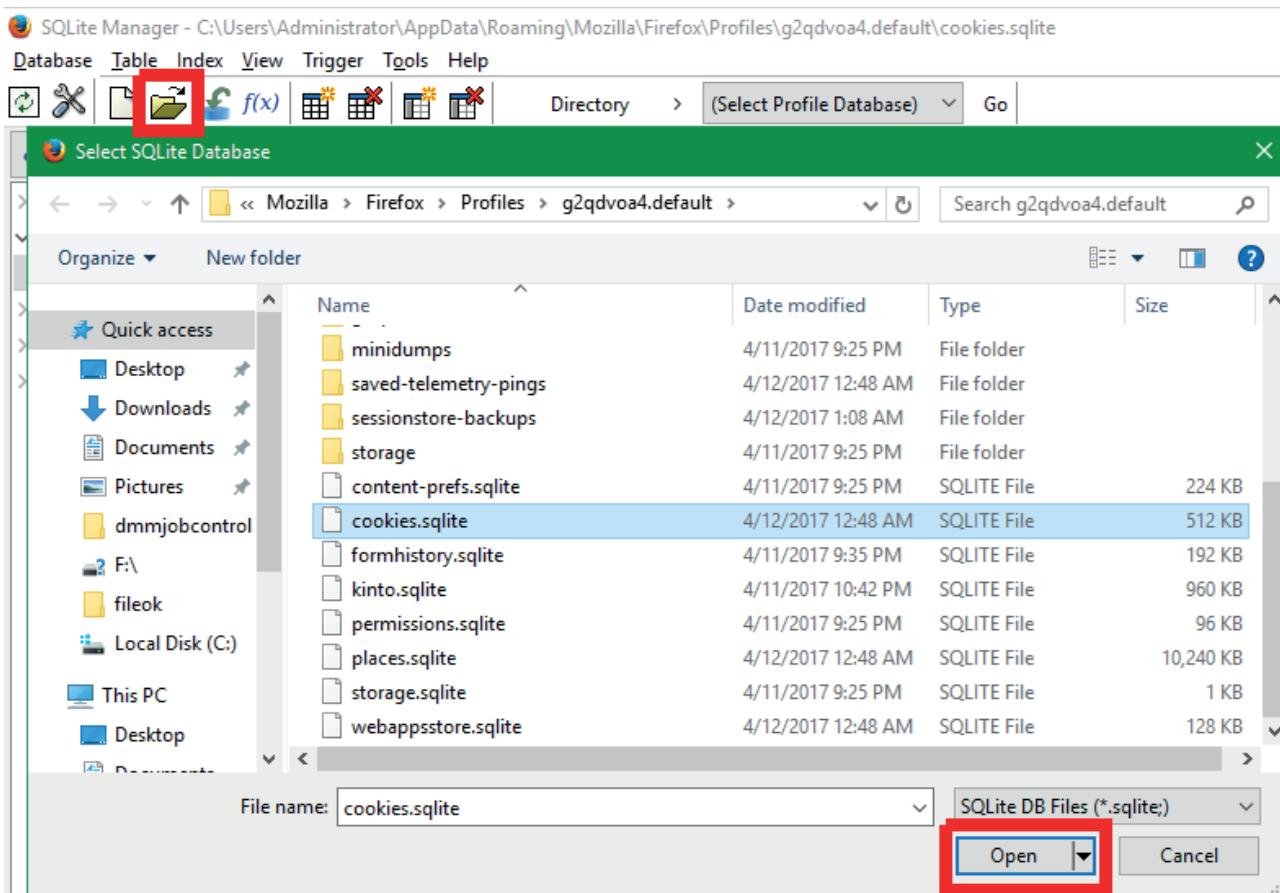 SQLite Manager - C:\Users\Administrator\AppData\Roaming\Mozilla\Firefox\Profiles\g2qdvoa4.default\cookies.sqlite
Database Table Index View Trigger Tools Help
f(x) Directory > (Select Profile Database) Go
Select SQLite Database
« Mozilla > Firefox > Profiles > g2qdvoa4.default > Search g2qdvoa4.default
Organize New folder ?
Name Date modified Type Size
Quick access
Desktop
Downloads
Documents
Pictures
dmmjobcontrol
F:\
fileok
Local Disk (C:)
This PC
Desktop
minidumps 4/11/2017 9:25 PM File folder
saved-telemetry-pings 4/12/2017 12:48 AM File folder
sessionstore-backups 4/12/2017 1:08 AM File folder
storage 4/11/2017 9:25 PM File folder
content-prefs.sqlite 4/11/2017 9:25 PM SQLITE File 224 KB
cookies.sqlite 4/12/2017 12:48 AM SQLITE File 512 KB
formhistory.sqlite 4/11/2017 9:35 PM SQLITE File 192 KB
kinto.sqlite 4/11/2017 10:42 PM SQLITE File 960 KB
permissions.sqlite 4/11/2017 9:25 PM SQLITE File 96 KB
places.sqlite 4/12/2017 12:48 AM SQLITE File 10,240 KB
storage.sqlite 4/11/2017 9:25 PM SQLITE File 1 KB
webappsstore.sqlite 4/12/2017 12:48 AM SQLITE File 128 KB
File name: cookies.sqlite SQLite DB Files (*.sqlite;)
Open Cancel